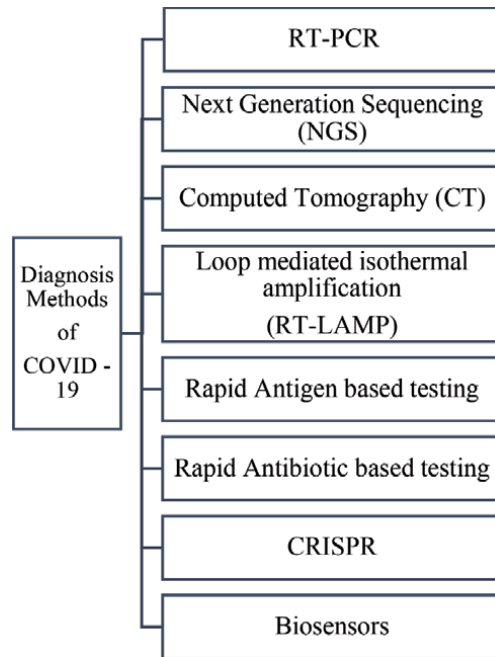 RT-PCR
Next Generation Sequencing
(NGS)
Computed Tomography (CT)
Loop mediated isothermal
amplification
(RT-LAMP)
Diagnosis
Methods
of
COVID -
19
Rapid Antigen based testing
Rapid Antibiotic based testing
CRISPR
Biosensors